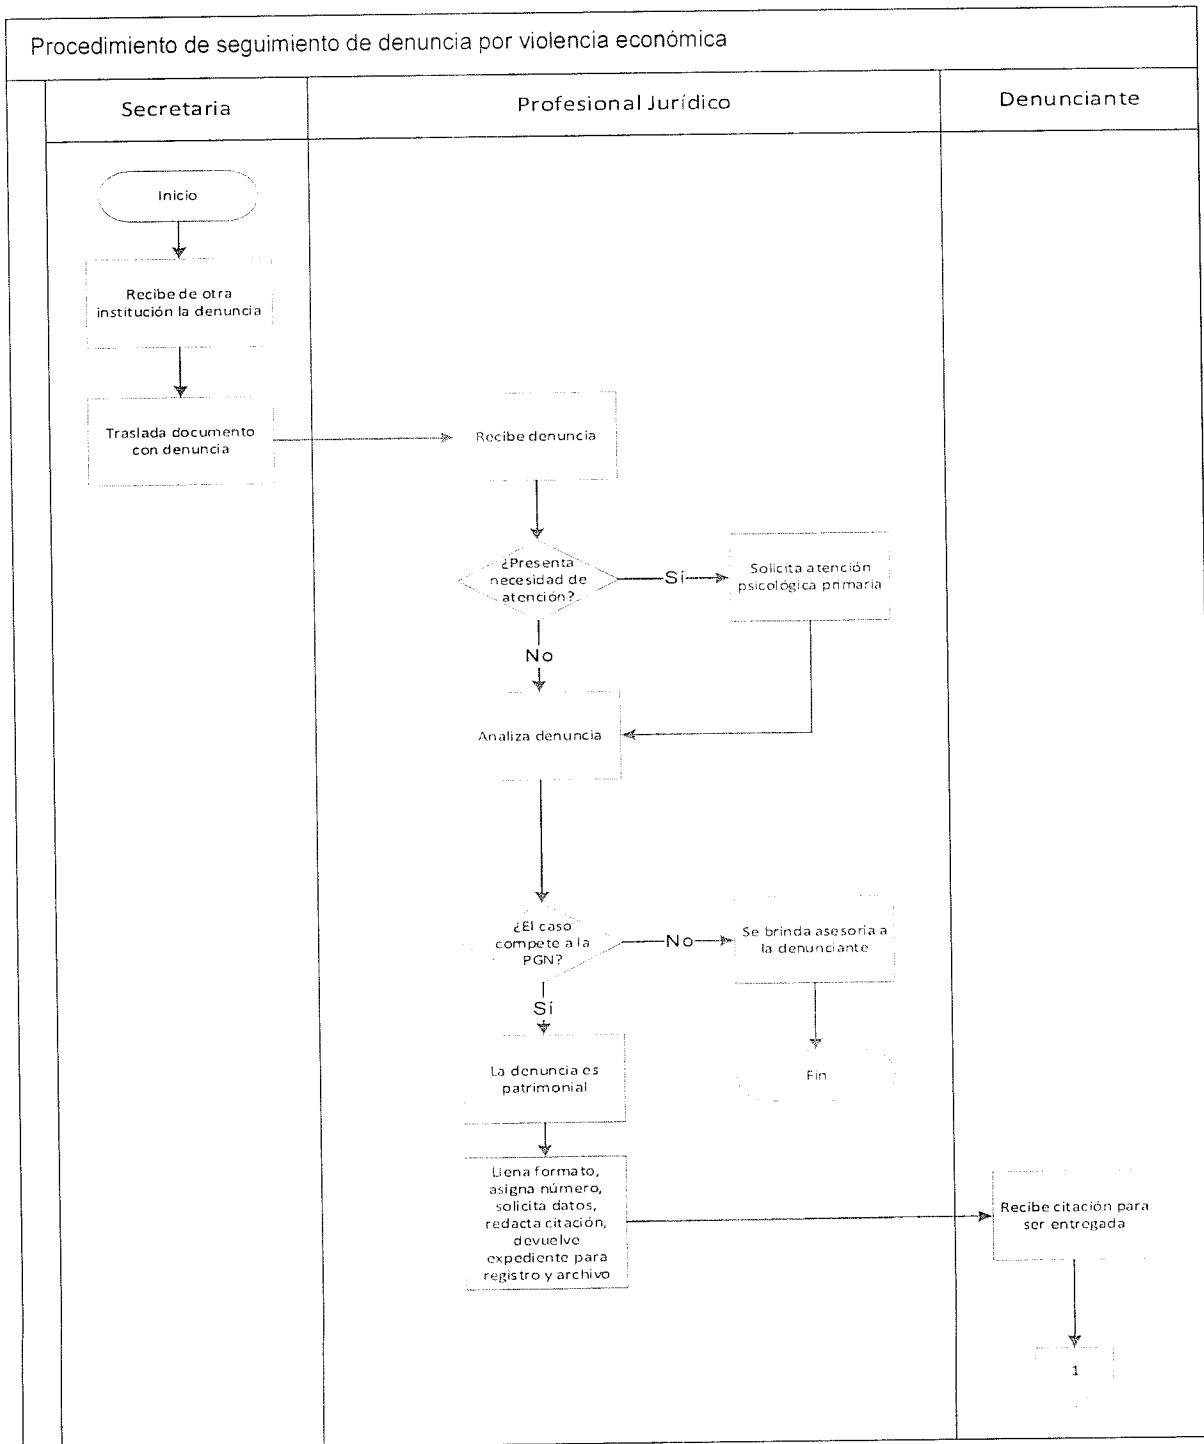 Procedimiento de seguimiento de denuncia por violencia económica
Secretaria
Profesional Jurídico
Denunciante
Inicio
Recibe de otra
institución la denuncia
Traslada documento
con denuncia
Recibe denuncia
¿Presenta
necesidad de
atención?
Sí
Solicita atención
psicológica primaria
No
Analiza denuncia
¿El caso
compete a la
PGN?
No
Se brinda asesoría a
la denunciante
Sí
Fin
La denuncia es
patrimonial
Llena formato,
asigna número,
solicita datos,
redacta citación,
devuelve
expediente para
registro y archivo
Recibe citación para
ser entregada
1